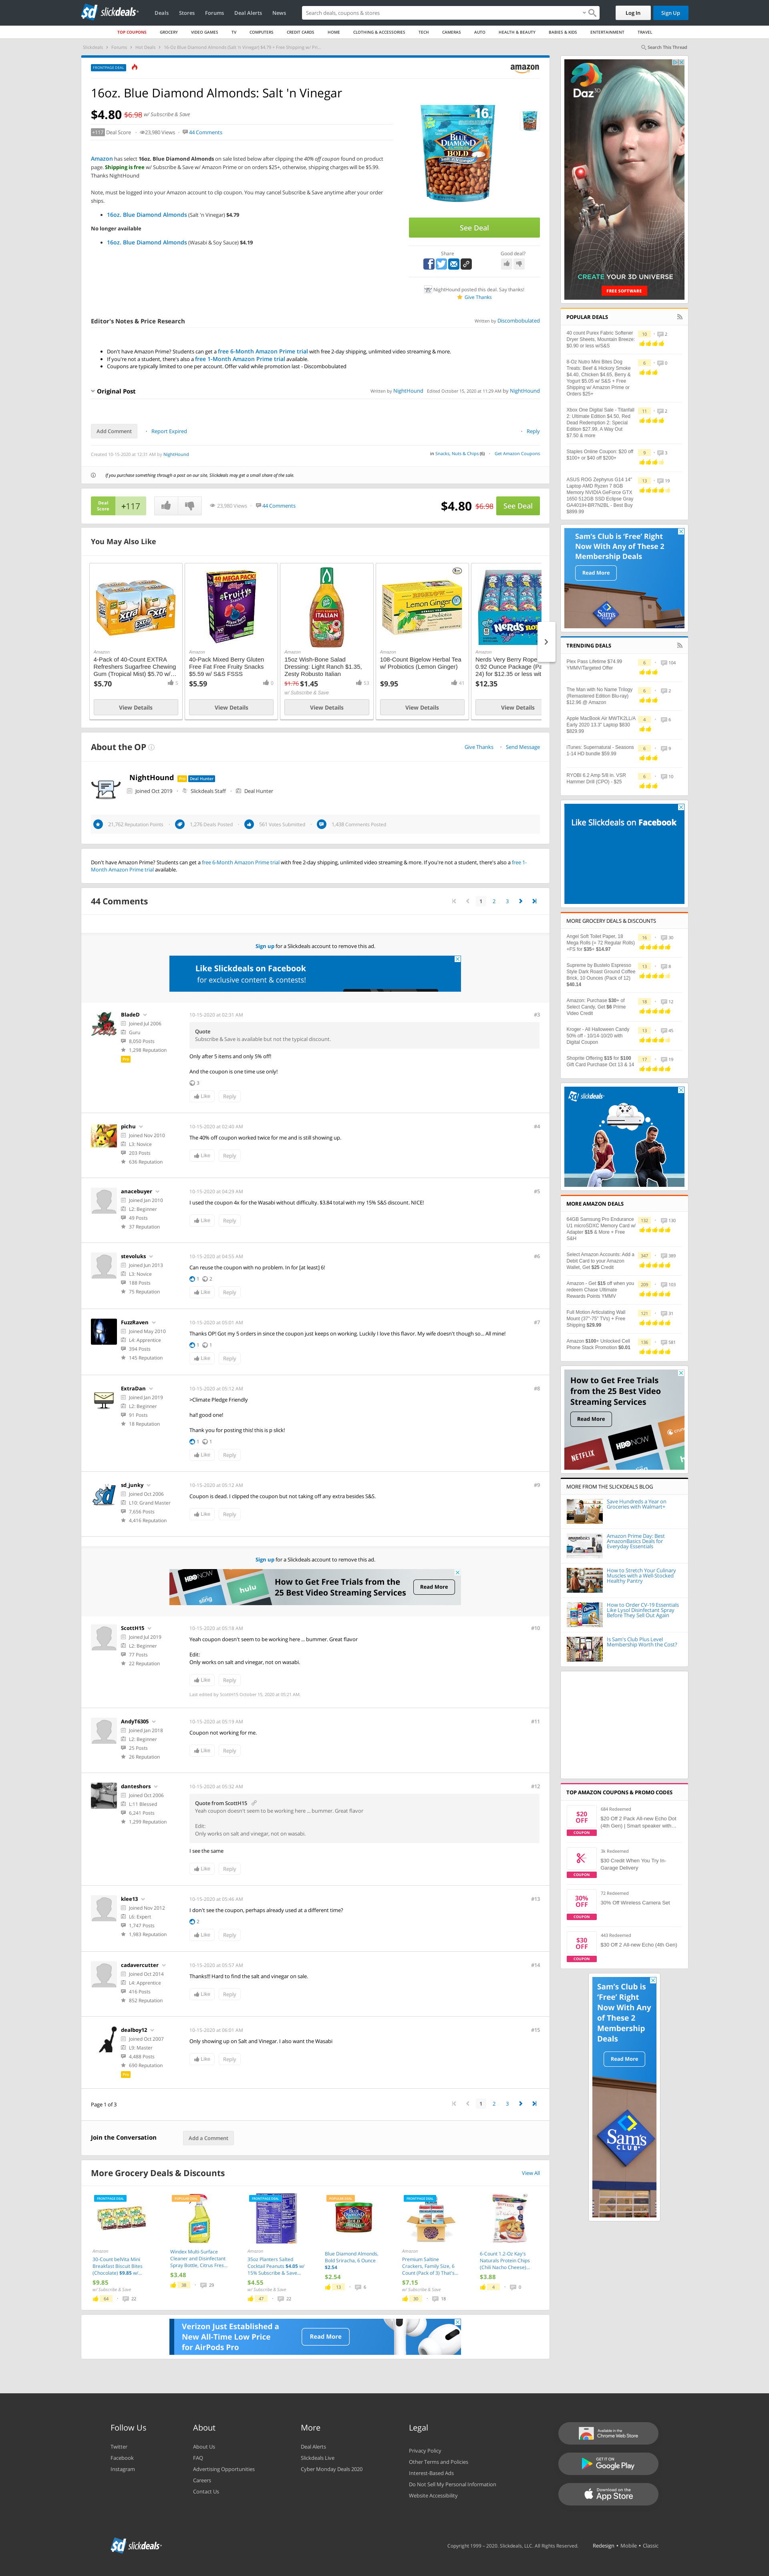 sd slickdeals
Deals Stores Forums Deal Alerts News
Search deals, coupons & stores
Log In Sign Up
TOP COUPONS GROCERY VIDEO GAMES TV COMPUTERS CREDIT CARDS HOME CLOTHING & ACCESSORIES TECH CAMERAS AUTO HEALTH & BEAUTY BABIES & KIDS ENTERTAINMENT TRAVEL
Search This Thread
FRONTPAGE DEAL
amazon
16oz. Blue Diamond Almonds: Salt 'n Vinegar
$4.80 $6.98 w/ Subscribe & Save
+117 Deal Score 23,980 Views 44 Comments
Amazon has select 16oz. Blue Diamond Almonds on sale listed below after clipping the 40% off coupon found on product
page. Shipping is free w/ Subscribe & Save w/ Amazon Prime or on orders $25+; otherwise, shipping charges will be $5.99.
Thanks NightHound
Note, must be logged into your Amazon account to clip coupon. You may cancel Subscribe & Save anytime after your order
ships.
16oz. Blue Diamond Almonds (Salt 'n Vinegar) $4.79
No longer available
16oz. Blue Diamond Almonds (Wasabi & Soy Sauce) $4.19
See Deal
Share Good deal?
NightHound posted this deal. Say thanks!
Give Thanks
Editor's Notes & Price Research
Written by Discombobulated
Don't have Amazon Prime? Students can get a free 6-Month Amazon Prime trial with free 2-day shipping, unlimited video streaming & more.
If you're not a student, there's also a free 1-Month Amazon Prime trial available.
Coupons are typically limited to one per account. Offer valid while promotion last - Discombobulated
Original Post
Written by NightHound Edited October 15, 2020 at 11:29 AM by NightHound
Add Comment Report Expired Reply
Created 10-15-2020 at 12:31 AM by NightHound
in Snacks, Nuts & Chips (6) Get Amazon Coupons
If you purchase something through a post on our site, Slickdeals may get a small share of the sale.
Deal Score +117 23,980 Views 44 Comments $4.80 $6.98 See Deal
You May Also Like
Amazon
4-Pack of 40-Count EXTRA
Refreshers Sugarfree Chewing
Gum (Tropical Mist) $5.70 w/...
$5.70
View Details
Amazon
40-Pack Mixed Berry Gluten
Free Fat Free Fruity Snacks
$5.59 w/ S&S FSSS
$5.59
View Details
Amazon
15oz Wish-Bone Salad
Dressing: Light Ranch $1.35,
Zesty Robusto Italian
$1.76 $1.45
w/ Subscribe & Save
View Details
Amazon
108-Count Bigelow Herbal Tea
w/ Probiotics (Lemon Ginger)
$9.95
View Details
Amazon
Nerds Very Berry Rope
0.92 Ounce Package (Pa
24) for $12.35 or less wit
$12.35
View Details
About the OP
Give Thanks Send Message
NightHound Deal Hunter
Joined Oct 2019 Slickdeals Staff Deal Hunter
21,762 Reputation Points 1,276 Deals Posted 561 Votes Submitted 1,438 Comments Posted
Don't have Amazon Prime? Students can get a free 6-Month Amazon Prime trial with free 2-day shipping, unlimited video streaming & more. If you're not a student, there's also a free 1-
Month Amazon Prime trial available.
44 Comments
1 2 3
Sign up for a Slickdeals account to remove this ad.
Like Slickdeals on Facebook
for exclusive content & contests!
BladeD
Joined Jul 2006
Guru
8,050 Posts
1,298 Reputation
10-15-2020 at 02:31 AM #3
Quote
Subscribe & Save is available but not the typical discount.
Only after 5 items and only 5% off!
And the coupon is one time use only!
3
Like Reply
pichu
Joined Nov 2010
L3: Novice
203 Posts
636 Reputation
10-15-2020 at 02:40 AM #4
The 40% off coupon worked twice for me and is still showing up.
Like Reply
anacebuyer
Joined Jan 2010
L2: Beginner
49 Posts
37 Reputation
10-15-2020 at 04:29 AM #5
I used the coupon 4x for the Wasabi without difficulty. $3.84 total with my 15% S&S discount. NICE!
Like Reply
stevoluks
Joined Jun 2013
L3: Novice
188 Posts
75 Reputation
10-15-2020 at 04:55 AM #6
Can reuse the coupon with no problem. In for [at least] 6!
1 2
Like Reply
FuzzRaven
Joined May 2010
L4: Apprentice
394 Posts
145 Reputation
10-15-2020 at 05:01 AM #7
Thanks OP! Got my 5 orders in since the coupon just keeps on working. Luckily I love this flavor. My wife doesn't though so... All mine!
1 1
Like Reply
ExtraDan
Joined Jan 2019
L2: Beginner
91 Posts
18 Reputation
10-15-2020 at 05:12 AM #8
>Climate Pledge Friendly
ha!! good one!
Thank you for posting this! this is p slick!
1 1
Like Reply
sd_junky
Joined Oct 2006
L10: Grand Master
7,656 Posts
4,416 Reputation
10-15-2020 at 05:12 AM #9
Coupon is dead. I clipped the coupon but not taking off any extra besides S&S.
Like Reply
Sign up for a Slickdeals account to remove this ad.
HBO NOW hulu sling
How to Get Free Trials from the
25 Best Video Streaming Services
Read More
ScottH15
Joined Jul 2019
L2: Beginner
77 Posts
22 Reputation
10-15-2020 at 05:18 AM #10
Yeah coupon doesn't seem to be working here ... bummer. Great flavor
Edit:
Only works on salt and vinegar, not on wasabi.
Like Reply
Last edited by ScottH15 October 15, 2020 at 05:21 AM
AndyT6305
Joined Jan 2018
L2: Beginner
25 Posts
26 Reputation
10-15-2020 at 05:19 AM #11
Coupon not working for me.
Like Reply
danteshors
Joined Oct 2006
L:11 Blessed
6,241 Posts
1,299 Reputation
10-15-2020 at 05:22 AM #12
Quote from ScottH15
Yeah coupon doesn't seem to be working here ... bummer. Great flavor
Edit:
Only works on salt and vinegar, not on wasabi.
I see the same
Like Reply
klee13
Joined Nov 2012
L6: Expert
1,747 Posts
1,983 Reputation
10-15-2020 at 05:46 AM #13
I don't see the coupon, perhaps already used at a different time?
2
Like Reply
cadavercutter
Joined Oct 2014
L4: Apprentice
416 Posts
852 Reputation
10-15-2020 at 05:57 AM #14
Thanks!!! Hard to find the salt and vinegar on sale.
Like Reply
dealboy12
Joined Oct 2007
L9: Master
4,488 Posts
690 Reputation
10-15-2020 at 06:01 AM #15
Only showing up on Salt and Vinegar. I also want the Wasabi
Like Reply
Page 1 of 3
1 2 3
Join the Conversation Add a Comment
More Grocery Deals & Discounts View All
Amazon
30-Count belVita Mini
Breakfast Biscuit Bites
(Chocolate) $9.85 w/...
$9.85
w/ Subscribe & Save
64 22
Windex Multi-Surface
Cleaner and Disinfectant
Spray Bottle, Citrus Fres...
$3.48
38 29
Amazon
35oz Planters Salted
Cocktail Peanuts $4.05 w/
15% Subscribe & Save...
$4.55
w/ Subscribe & Save
47 22
Blue Diamond Almonds,
Bold Sriracha, 6 Ounce
$2.54
$2.54
13 6
Amazon
Premium Saltine
Crackers, Family Size, 6
Count (Pack of 3) That's...
$7.15
w/ Subscribe & Save
30 18
6-Count 1.2-Oz Kay's
Naturals Protein Chips
(Chili Nacho Cheese)...
$3.88
4 0
Verizon Just Established a
New All-Time Low Price
for AirPods Pro
Read More
Daz 3D
CREATE YOUR 3D UNIVERSE
FREE SOFTWARE
POPULAR DEALS
40 count Purex Fabric Softener
Dryer Sheets, Mountain Breeze:
$0.90 or less w/S&S
8-Oz Nutro Mini Bites Dog
Treats: Beef & Hickory Smoke
$4.40, Chicken $4.65, Berry &
Yogurt $5.05 w/ S&S + Free
Shipping w/ Amazon Prime or
Orders $25+
Xbox One Digital Sale - Titanfall
2: Ultimate Edition $4.50, Red
Dead Redemption 2: Special
Edition $27.99, A Way Out
$7.50 & more
Staples Online Coupon: $20 off
$100+ or $40 off $200+
ASUS ROG Zephyrus G14 14"
Laptop AMD Ryzen 7 8GB
Memory NVIDIA GeForce GTX
1650 512GB SSD Eclipse Gray
GA401IH-BR7N2BL - Best Buy
$899.99
Sam's Club is 'Free' Right
Now With Any of These 2
Membership Deals
Read More
TRENDING DEALS
Plex Pass Lifetime $74.99
YMMV/Targeted Offer
The Man with No Name Trilogy
(Remastered Edition Blu-ray)
$12.96 @ Amazon
Apple MacBook Air MWTK2LL/A
Early 2020 13.3" Laptop $630
$829.99
iTunes: Supernatural - Seasons
1-14 HD bundle $59.99
RYOBI 6.2 Amp 5/8 in. VSR
Hammer Drill (CPO) - $25
Like Slickdeals on Facebook
MORE GROCERY DEALS & DISCOUNTS
Angel Soft Toilet Paper, 18
Mega Rolls (= 72 Regular Rolls)
+FS for $35+ $14.97
Supreme by Bustelo Espresso
Style Dark Roast Ground Coffee
Brick, 10 Ounces (Pack of 12)
$40.14
Amazon: Purchase $30+ of
Select Candy, Get $6 Prime
Video Credit
Kroger - All Halloween Candy
50% off - 10/14-10/20 with
Digital Coupon
Shoprite Offering $15 for $100
Gift Card Purchase Oct 13 & 14
sd slickdeals
MORE AMAZON DEALS
64GB Samsung Pro Endurance
U1 microSDXC Memory Card w/
Adapter $15 & More + Free
S&H
Select Amazon Accounts: Add a
Debit Card to your Amazon
Wallet, Get $25 Credit
Amazon - Get $15 off when you
redeem Chase Ultimate
Rewards Points YMMV
Full Motion Articulating Wall
Mount (37"-75" TVs) + Free
Shipping $29.99
Amazon $100+ Unlocked Cell
Phone Stack Promotion $0.01
How to Get Free Trials
from the 25 Best Video
Streaming Services
Read More
NETFLIX HBO NOW hulu
MORE FROM THE SLICKDEALS BLOG
Save Hundreds a Year on
Groceries with Walmart+
Amazon Prime Day: Best
AmazonBasics Deals for
Everyday Essentials
How to Stretch Your Culinary
Muscles with a Well-Stocked
Healthy Pantry
How to Order CV-19 Essentials
Like Lysol Disinfectant Spray
Before They Sell Out Again
Is Sam's Club Plus Level
Membership Worth the Cost?
TOP AMAZON COUPONS & PROMO CODES
$20 OFF COUPON
684 Redeemed
$20 Off 2 Pack All-new Echo Dot
(4th Gen) | Smart speaker with...
COUPON
$30 Credit When You Try In-
Garage Delivery
30% OFF COUPON
72 Redeemed
30% Off Wireless Camera Set
$30 OFF COUPON
443 Redeemed
$30 Off 2 All-new Echo (4th Gen)
Sam's Club is
'Free' Right
Now With Any
of These 2
Membership
Deals
Read More
Sam's CLUB
Follow Us
Twitter
Facebook
Instagram
About
About Us
FAQ
Advertising Opportunities
Careers
Contact Us
More
Deal Alerts
Slickdeals Live
Cyber Monday Deals 2020
Legal
Privacy Policy
Other Terms and Policies
Interest-Based Ads
Do Not Sell My Personal Information
Website Accessibility
Available in the
Chrome Web Store
GET IT ON
Google Play
Download on the
App Store
sd slickdeals
Copyright 1999 - 2020. Slickdeals, LLC. All Rights Reserved. Redesign • Mobile • Classic